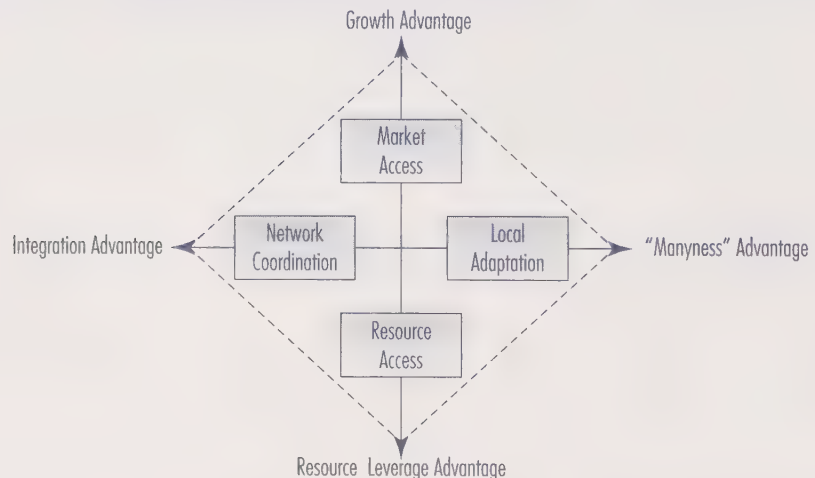 Growth Advantage
Market
Access
Integration Advantage
Network
Coordination
Local
Adaptation
"Manyness" Advantage
Resource
Access
Resource Leverage Advantage